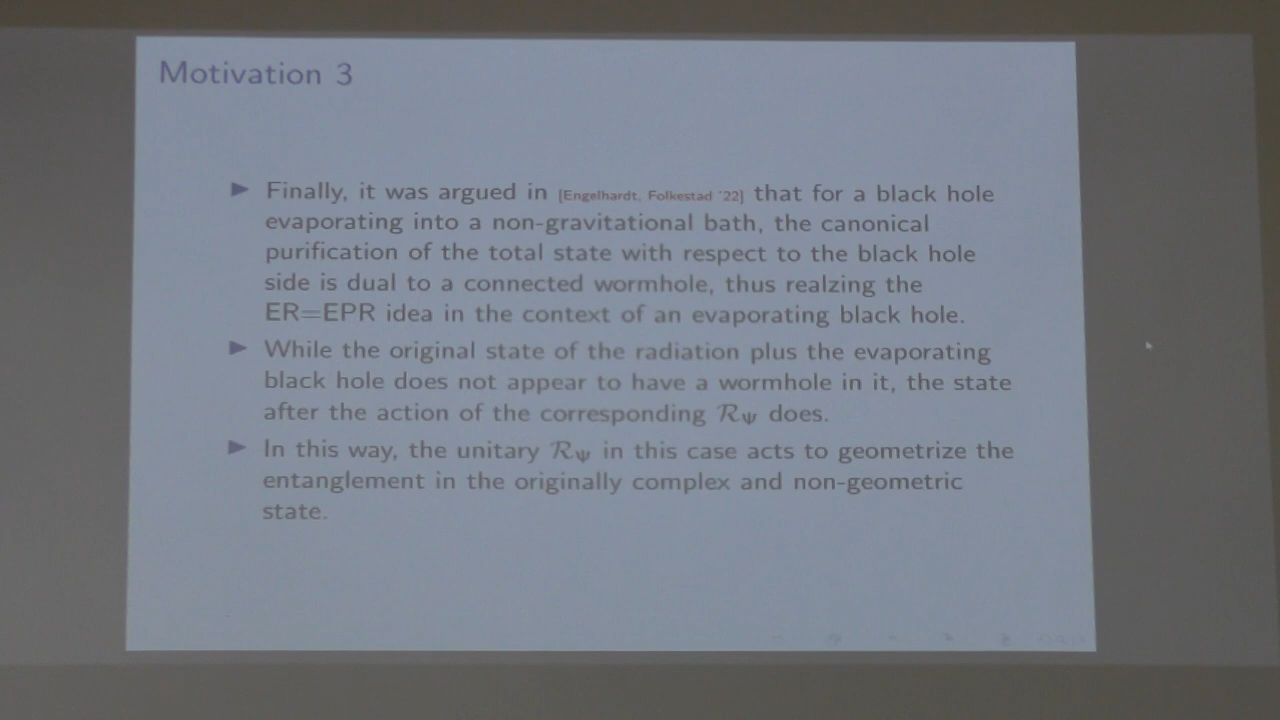 Motivation 3
▶ Finally, it was argued in [Engelhardt, Folkestad '22] that for a black hole
evaporating into a non-gravitational bath, the canonical
purification of the total state with respect to the black hole
side is dual to a connected wormhole, thus realzing the
ER=EPR idea in the context of an evaporating black hole.
▶ While the original state of the radiation plus the evaporating
black hole does not appear to have a wormhole in it, the state
after the action of the corresponding ℛ_Ψ does.
▶ In this way, the unitary ℛ_Ψ in this case acts to geometrize the
entanglement in the originally complex and non-geometric
state.